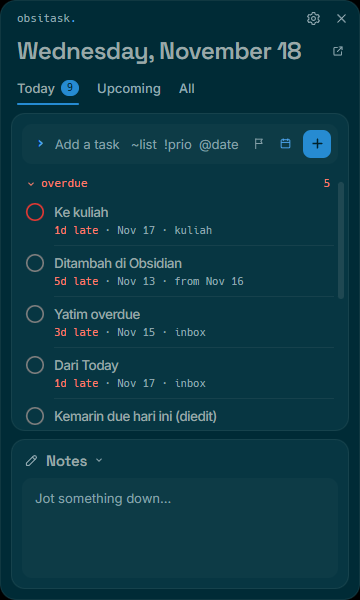 obsitask.
Wednesday, November 18
Today 9 Upcoming All
Add a task ~list !prio @date
overdue 5
Ke kuliah
1d late · Nov 17 · kuliah
Ditambah di Obsidian
5d late · Nov 13 · from Nov 16
Yatim overdue
3d late · Nov 15 · inbox
Dari Today
1d late · Nov 17 · inbox
Kemarin due hari ini (diedit)
Notes
Jot something down...